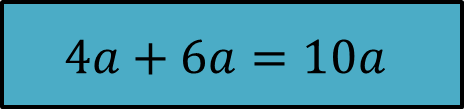 4a + 6a = 10a